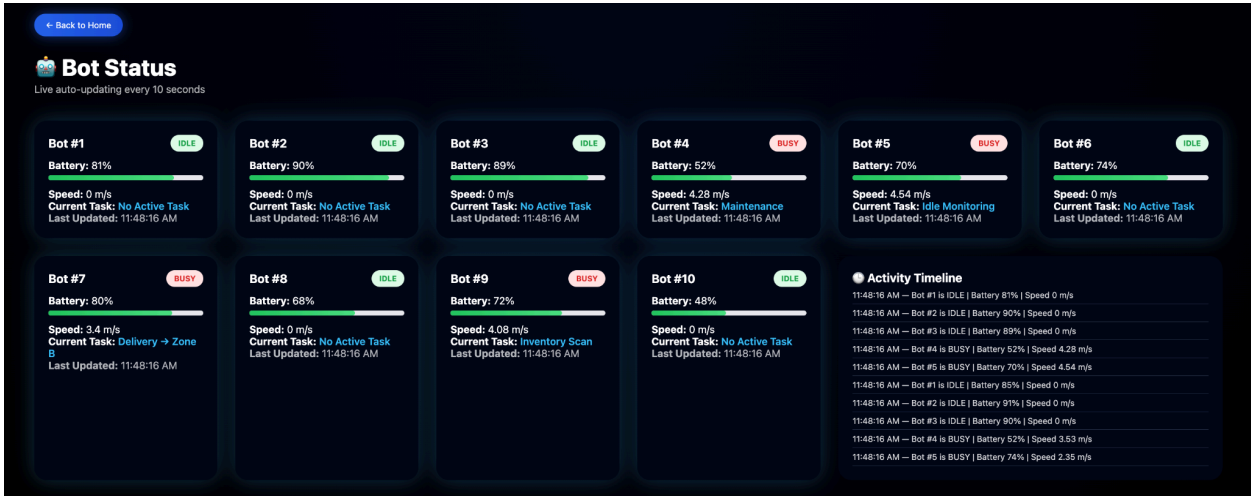 ← Back to Home
🤖 Bot Status
Live auto-updating every 10 seconds
Bot #1
IDLE
Battery: 81%
Speed: 0 m/s
Current Task: No Active Task
Last Updated: 11:48:16 AM
Bot #2
IDLE
Battery: 90%
Speed: 0 m/s
Current Task: No Active Task
Last Updated: 11:48:16 AM
Bot #3
IDLE
Battery: 89%
Speed: 0 m/s
Current Task: No Active Task
Last Updated: 11:48:16 AM
Bot #4
BUSY
Battery: 52%
Speed: 4.28 m/s
Current Task: Maintenance
Last Updated: 11:48:16 AM
Bot #5
BUSY
Battery: 70%
Speed: 4.54 m/s
Current Task: Idle Monitoring
Last Updated: 11:48:16 AM
Bot #6
IDLE
Battery: 74%
Speed: 0 m/s
Current Task: No Active Task
Last Updated: 11:48:16 AM
Bot #7
BUSY
Battery: 80%
Speed: 3.4 m/s
Current Task: Delivery → Zone
B
Last Updated: 11:48:16 AM
Bot #8
IDLE
Battery: 68%
Speed: 0 m/s
Current Task: No Active Task
Last Updated: 11:48:16 AM
Bot #9
BUSY
Battery: 72%
Speed: 4.08 m/s
Current Task: Inventory Scan
Last Updated: 11:48:16 AM
Bot #10
IDLE
Battery: 48%
Speed: 0 m/s
Current Task: No Active Task
Last Updated: 11:48:16 AM
🕒 Activity Timeline
11:48:16 AM — Bot #1 is IDLE | Battery 81% | Speed 0 m/s
11:48:16 AM — Bot #2 is IDLE | Battery 90% | Speed 0 m/s
11:48:16 AM — Bot #3 is IDLE | Battery 89% | Speed 0 m/s
11:48:16 AM — Bot #4 is BUSY | Battery 52% | Speed 4.28 m/s
11:48:16 AM — Bot #5 is BUSY | Battery 70% | Speed 4.54 m/s
11:48:16 AM — Bot #1 is IDLE | Battery 85% | Speed 0 m/s
11:48:16 AM — Bot #2 is IDLE | Battery 91% | Speed 0 m/s
11:48:16 AM — Bot #3 is IDLE | Battery 90% | Speed 0 m/s
11:48:16 AM — Bot #4 is BUSY | Battery 52% | Speed 3.53 m/s
11:48:16 AM — Bot #5 is BUSY | Battery 74% | Speed 2.35 m/s